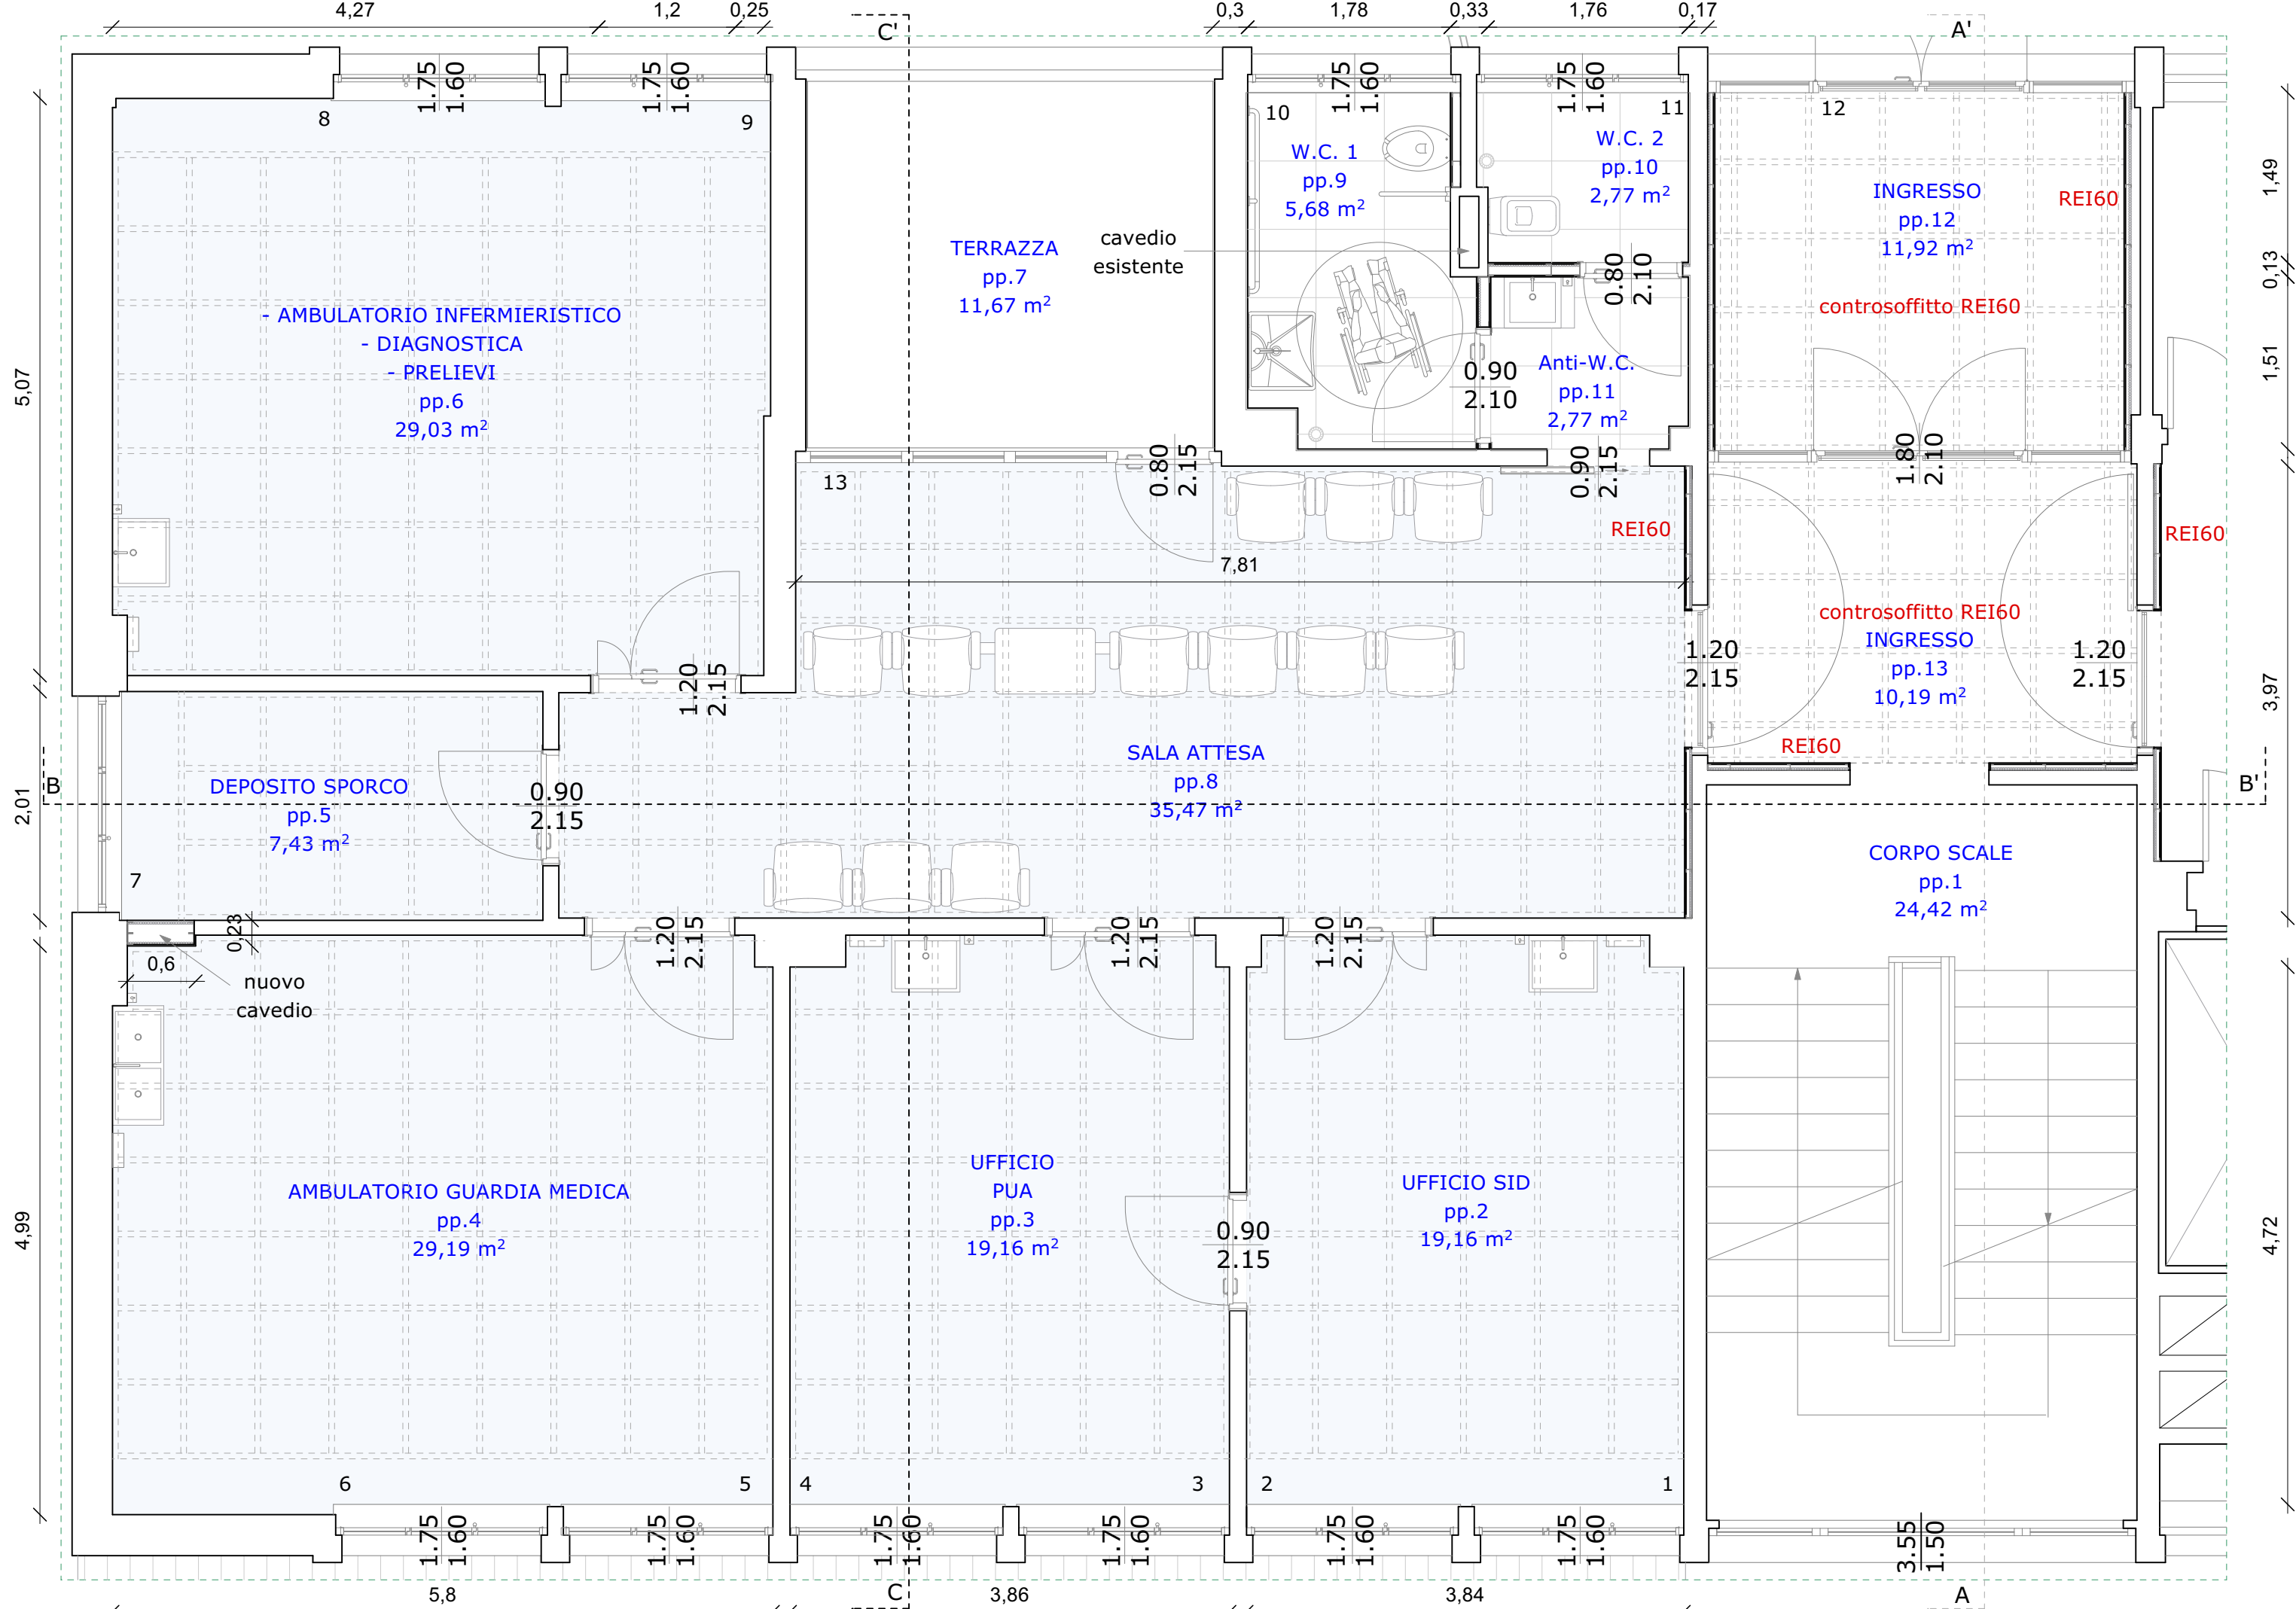 4,27
1,2
0,25
C'
0,3
1,78
0,33
1,76
0,17
A'
1.75
1.60
1.75
1.60
1.75
1.60
1.75
1.60
8
9
10
11
12
5,07
2,01
4,99
1,49
0,13
1,51
3,97
4,72
- AMBULATORIO INFERMIERISTICO
- DIAGNOSTICA
- PRELIEVI
pp.6
29,03 m²
TERRAZZA
pp.7
11,67 m²
cavedio
esistente
W.C. 1
pp.9
5,68 m²
W.C. 2
pp.10
2,77 m²
0.80
2.10
Anti-W.C.
pp.11
2,77 m²
0.90
2.10
INGRESSO
pp.12
11,92 m²
REI60
controsoffitto REI60
1.80
2.10
13
0.80
2.15
0.90
2.15
REI60
REI60
7,81
controsoffitto REI60
INGRESSO
pp.13
10,19 m²
REI60
1.20
2.15
1.20
2.15
1.20
2.15
SALA ATTESA
pp.8
35,47 m²
B
B'
DEPOSITO SPORCO
pp.5
7,43 m²
0.90
2.15
7
0,23
0,6
nuovo
cavedio
1.20
2.15
1.20
2.15
1.20
2.15
CORPO SCALE
pp.1
24,42 m²
AMBULATORIO GUARDIA MEDICA
pp.4
29,19 m²
UFFICIO
PUA
pp.3
19,16 m²
0.90
2.15
UFFICIO SID
pp.2
19,16 m²
6
5
4
3
2
1
1.75
1.60
1.75
1.60
1.75
1.60
1.75
1.60
1.75
1.60
1.75
1.60
3.55
1.50
5,8
C
3,86
3,84
A